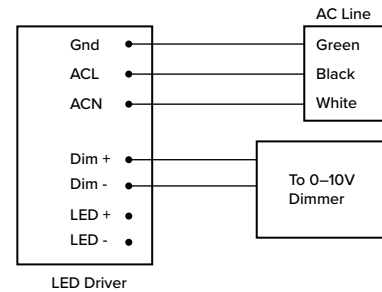 AC Line
Gnd
Green
ACL
Black
ACN
White
Dim +
Dim -
To 0–10V
Dimmer
LED +
LED -
LED Driver